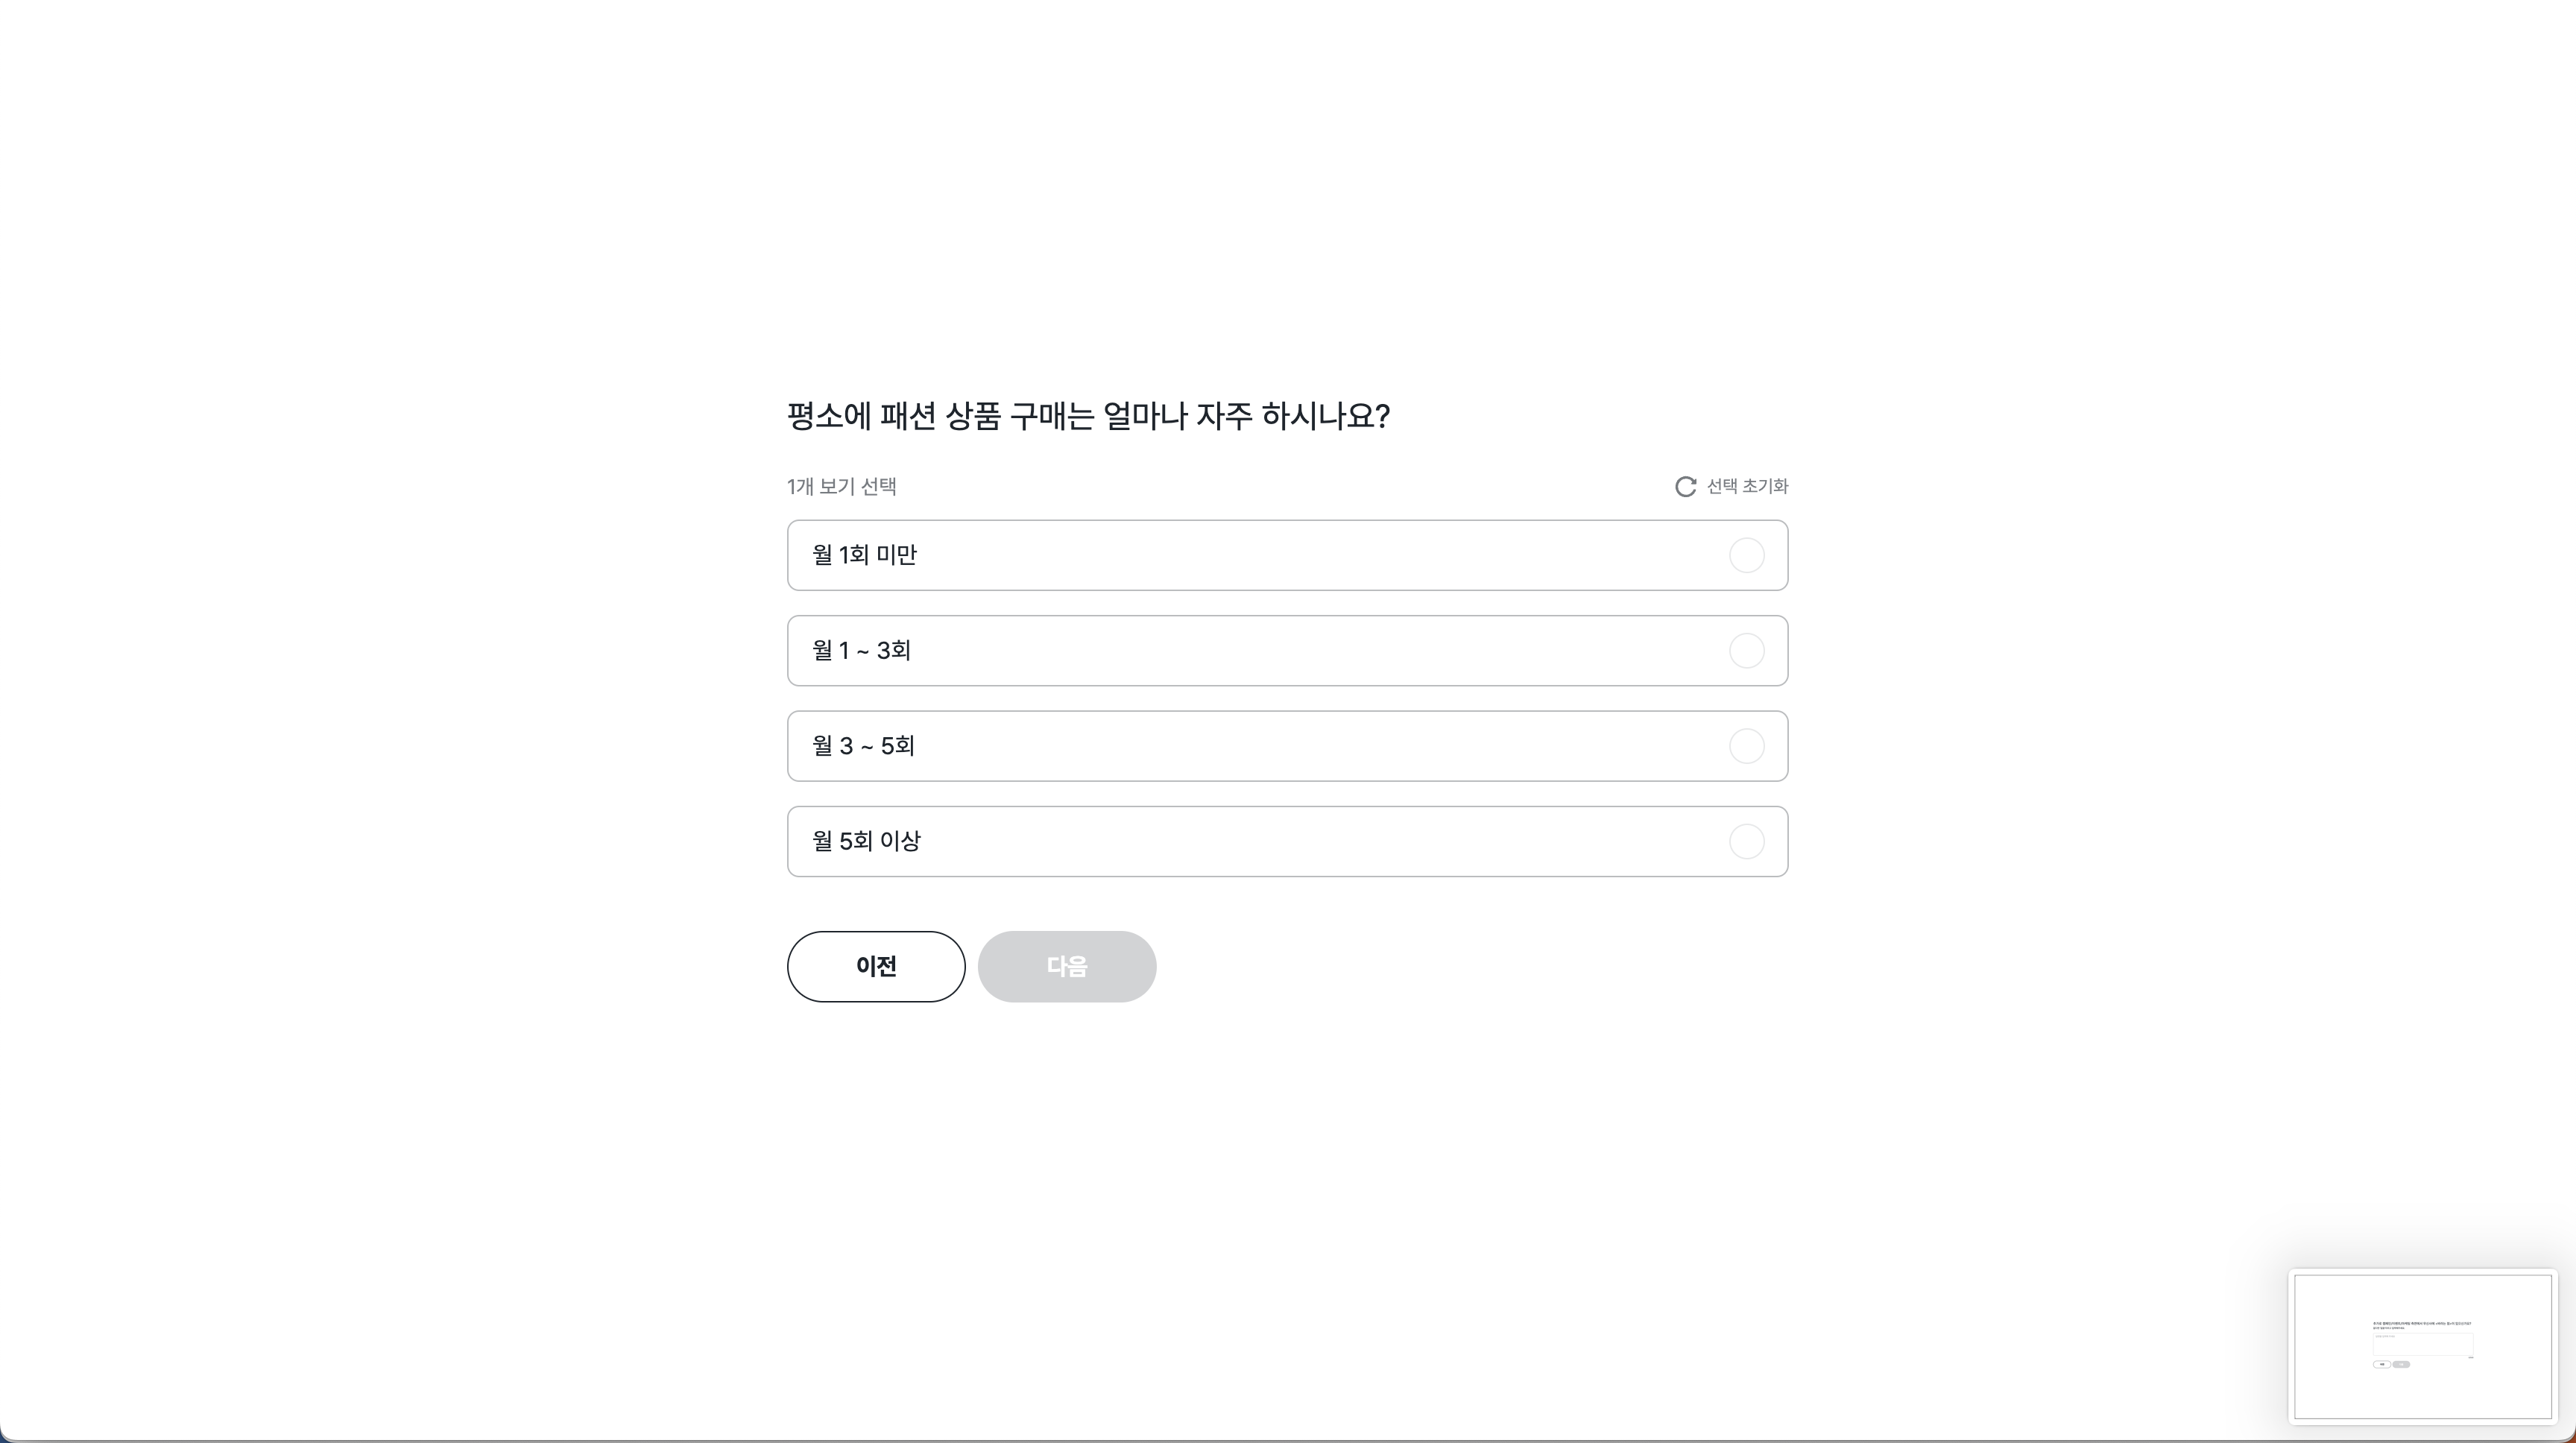 평소에 패션 상품 구매는 얼마나 자주 하시나요?
1개 보기 선택
선택 초기화
월 1회 미만
월 1 ~ 3회
월 3 ~ 5회
월 5회 이상
이전
다음